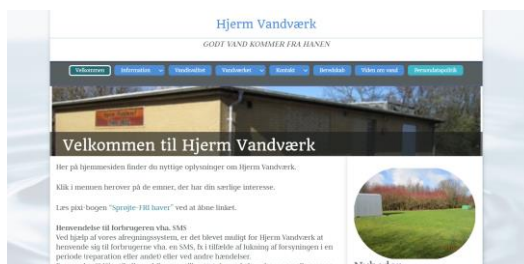 Hjerm Vandværk
GODT VAND KOMMER FRA HANEN
Velkommen Information Vandkvalitet Vandværket Kontakt Beredskab Viden om vand Persondatapolitik
Velkommen til Hjerm Vandværk
Her på hjemmesiden finder du nyttige oplysninger om Hjerm Vandværk.
Klik i menuen herover på de emner, der har din særlige interesse.
Læs pixi-bogen "Sprøjte-FRI haver" ved at åbne linket.
Henvendelse til forbrugeren vha. SMS
Ved hjælp af vores afregningssystem, er det blevet muligt for Hjerm Vandværk at
henvende sig til forbrugerne vha. en SMS, fx i tilfælde af lukning af forsyningen i en
periode (reparation eller andet) eller ved andre hændelser.
Nyheder